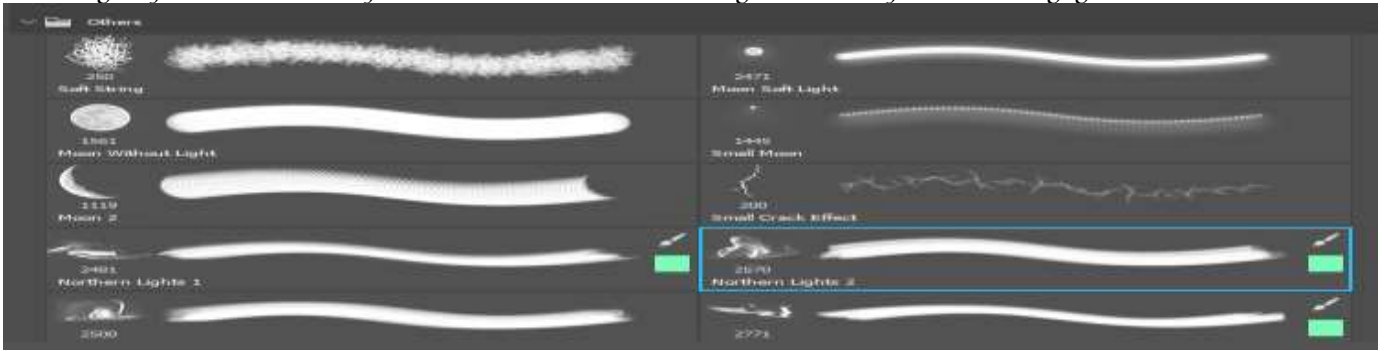 Others
250
Soft String
2471
Moon Soft Light
1561
Moon Without Light
1445
Small Moon
1119
Moon 2
200
Small Crack Effect
2481
Northern Lights 1
2570
Northern Lights 2
2500
2771